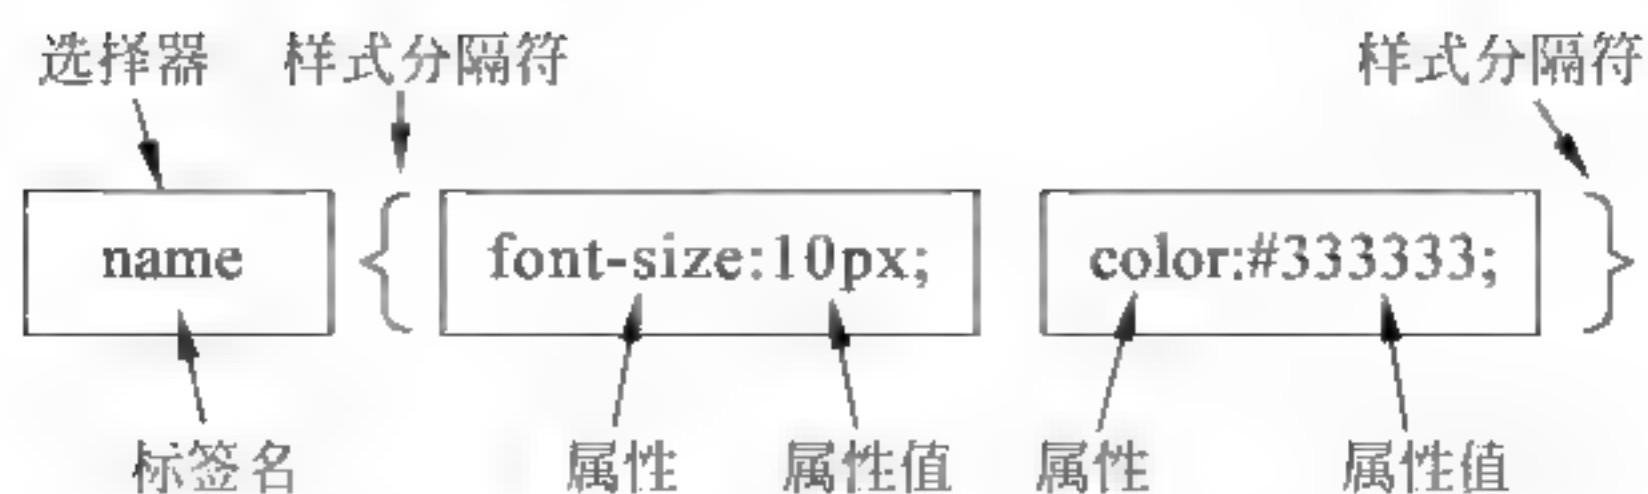 选择器 样式分隔符 样式分隔符
name { font-size:10px; color:#333333; }
标签名 属性 属性值 属性 属性值